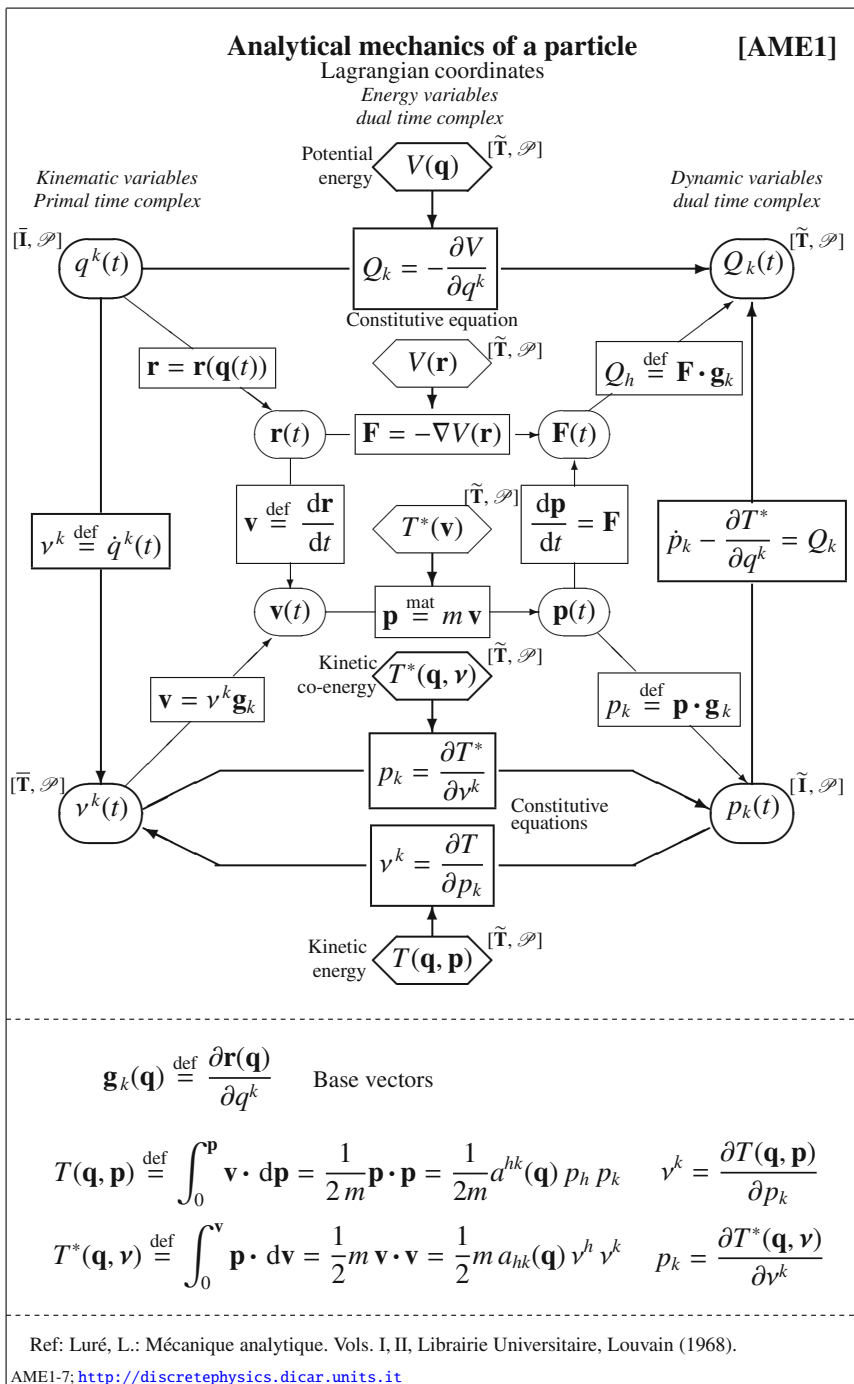 Analytical mechanics of a particle [AME1]
Lagrangian coordinates
Energy variables
dual time complex
Kinematic variables
Primal time complex
Dynamic variables
dual time complex
Potential
energy
V(q)
[T̃, 𝒫]
[Ī, 𝒫]
q^k(t)
Q_k = −∂V/∂q^k
[T̃, 𝒫]
Q_k(t)
Constitutive equation
r = r(q(t))
V(r)
[T̃, 𝒫]
Q_h def= F · g_k
r(t)
F = −∇V(r)
F(t)
ν^k def= q̇^k(t)
v def= dr/dt
T*(v)
[T̃, 𝒫]
dp/dt = F
ṗ_k − ∂T*/∂q^k = Q_k
v(t)
p mat= m v
p(t)
v = ν^k g_k
Kinetic
co-energy
T*(q, ν)
[T̃, 𝒫]
p_k def= p · g_k
[T̄, 𝒫]
ν^k(t)
p_k = ∂T*/∂ν^k
Constitutive
equations
[Ĩ, 𝒫]
p_k(t)
ν^k = ∂T/∂p_k
Kinetic
energy
T(q, p)
[T̃, 𝒫]
g_k(q) def= ∂r(q)/∂q^k Base vectors
T(q, p) def= ∫_0^p v · dp = 1/(2 m) p · p = 1/(2m) a^{hk}(q) p_h p_k ν^k = ∂T(q, p)/∂p_k
T*(q, ν) def= ∫_0^v p · dv = 1/2 m v · v = 1/2 m a_{hk}(q) ν^h ν^k p_k = ∂T*(q, ν)/∂ν^k
Ref: Luré, L.: Mécanique analytique. Vols. I, II, Librairie Universitaire, Louvain (1968).
AME1-7; http://discretephysics.dicar.units.it